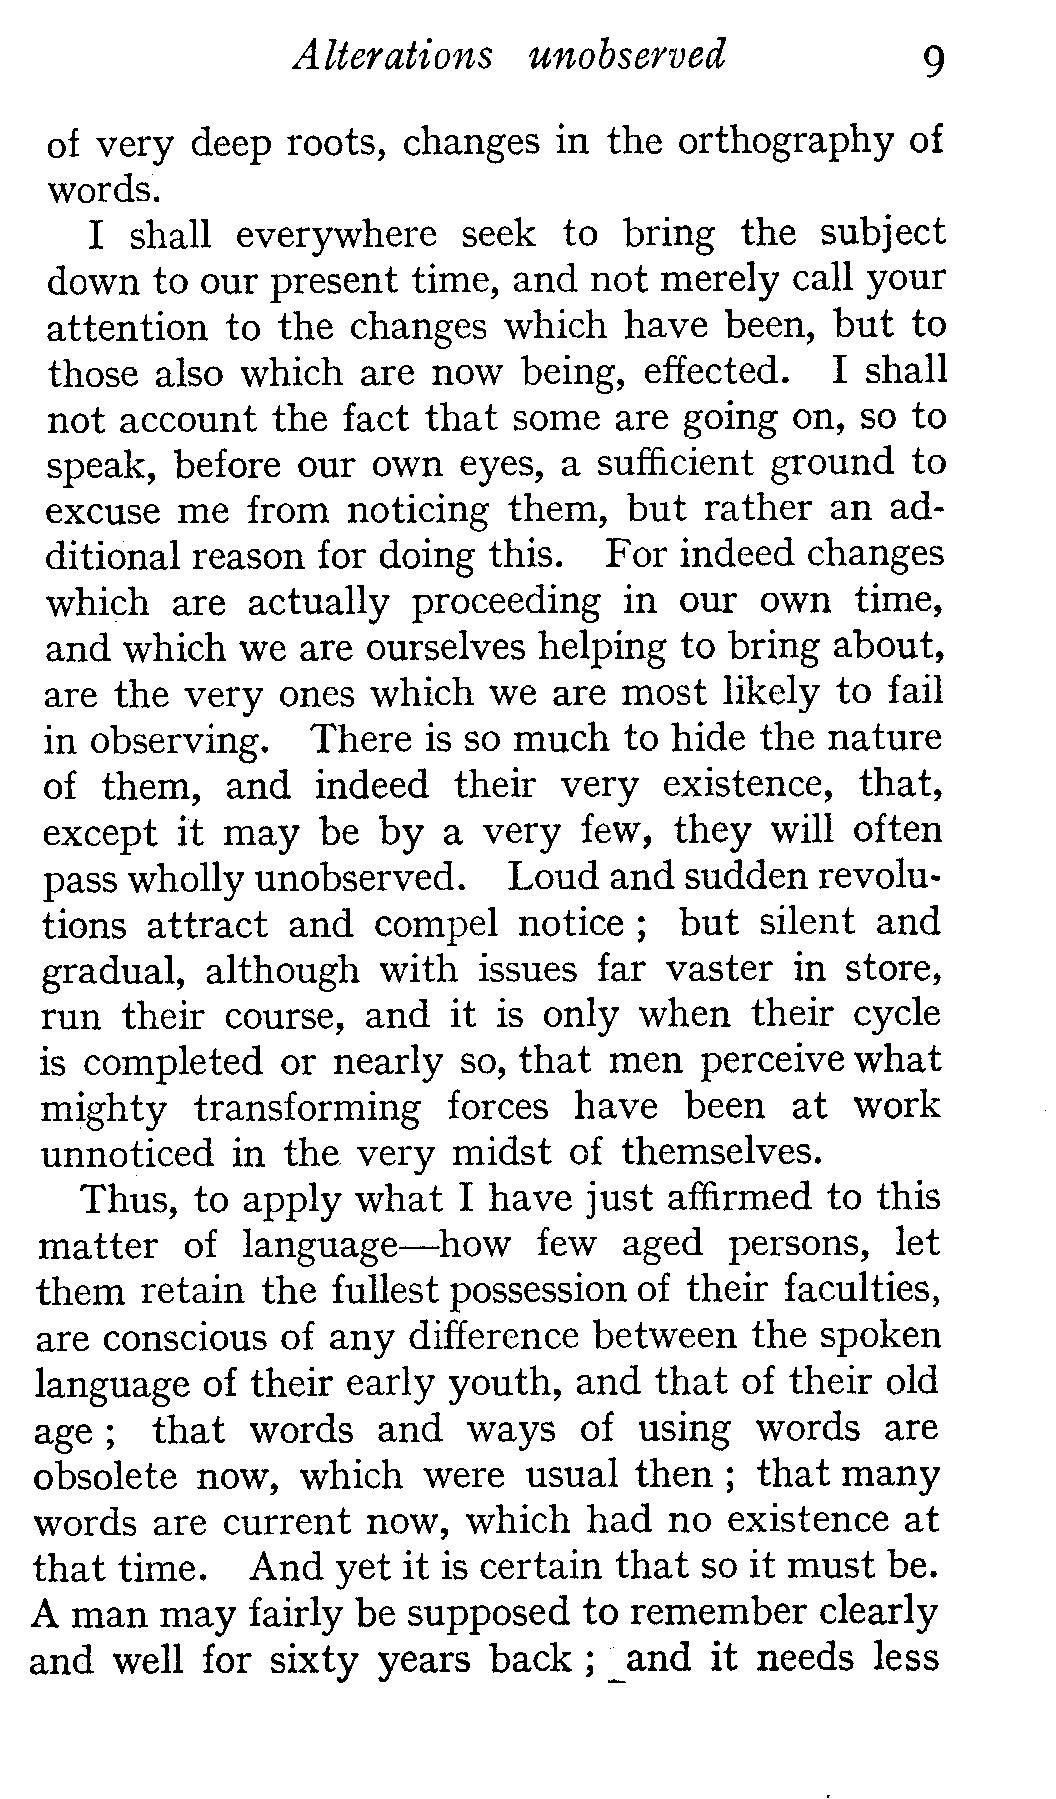 Alterations unobserved 9
of very deep roots, changes in the orthography of
words.
I shall everywhere seek to bring the subject
down to our present time, and not merely call your
attention to the changes which have been, but to
those also which are now being, effected. I shall
not account the fact that some are going on, so to
speak, before our own eyes, a sufficient ground to
excuse me from noticing them, but rather an ad-
ditional reason for doing this. For indeed changes
which are actually proceeding in our own time,
and which we are ourselves helping to bring about,
are the very ones which we are most likely to fail
in observing. There is so much to hide the nature
of them, and indeed their very existence, that,
except it may be by a very few, they will often
pass wholly unobserved. Loud and sudden revolu-
tions attract and compel notice ; but silent and
gradual, although with issues far vaster in store,
run their course, and it is only when their cycle
is completed or nearly so, that men perceive what
mighty transforming forces have been at work
unnoticed in the very midst of themselves.
Thus, to apply what I have just affirmed to this
matter of language—how few aged persons, let
them retain the fullest possession of their faculties,
are conscious of any difference between the spoken
language of their early youth, and that of their old
age ; that words and ways of using words are
obsolete now, which were usual then ; that many
words are current now, which had no existence at
that time. And yet it is certain that so it must be.
A man may fairly be supposed to remember clearly
and well for sixty years back ; and it needs less